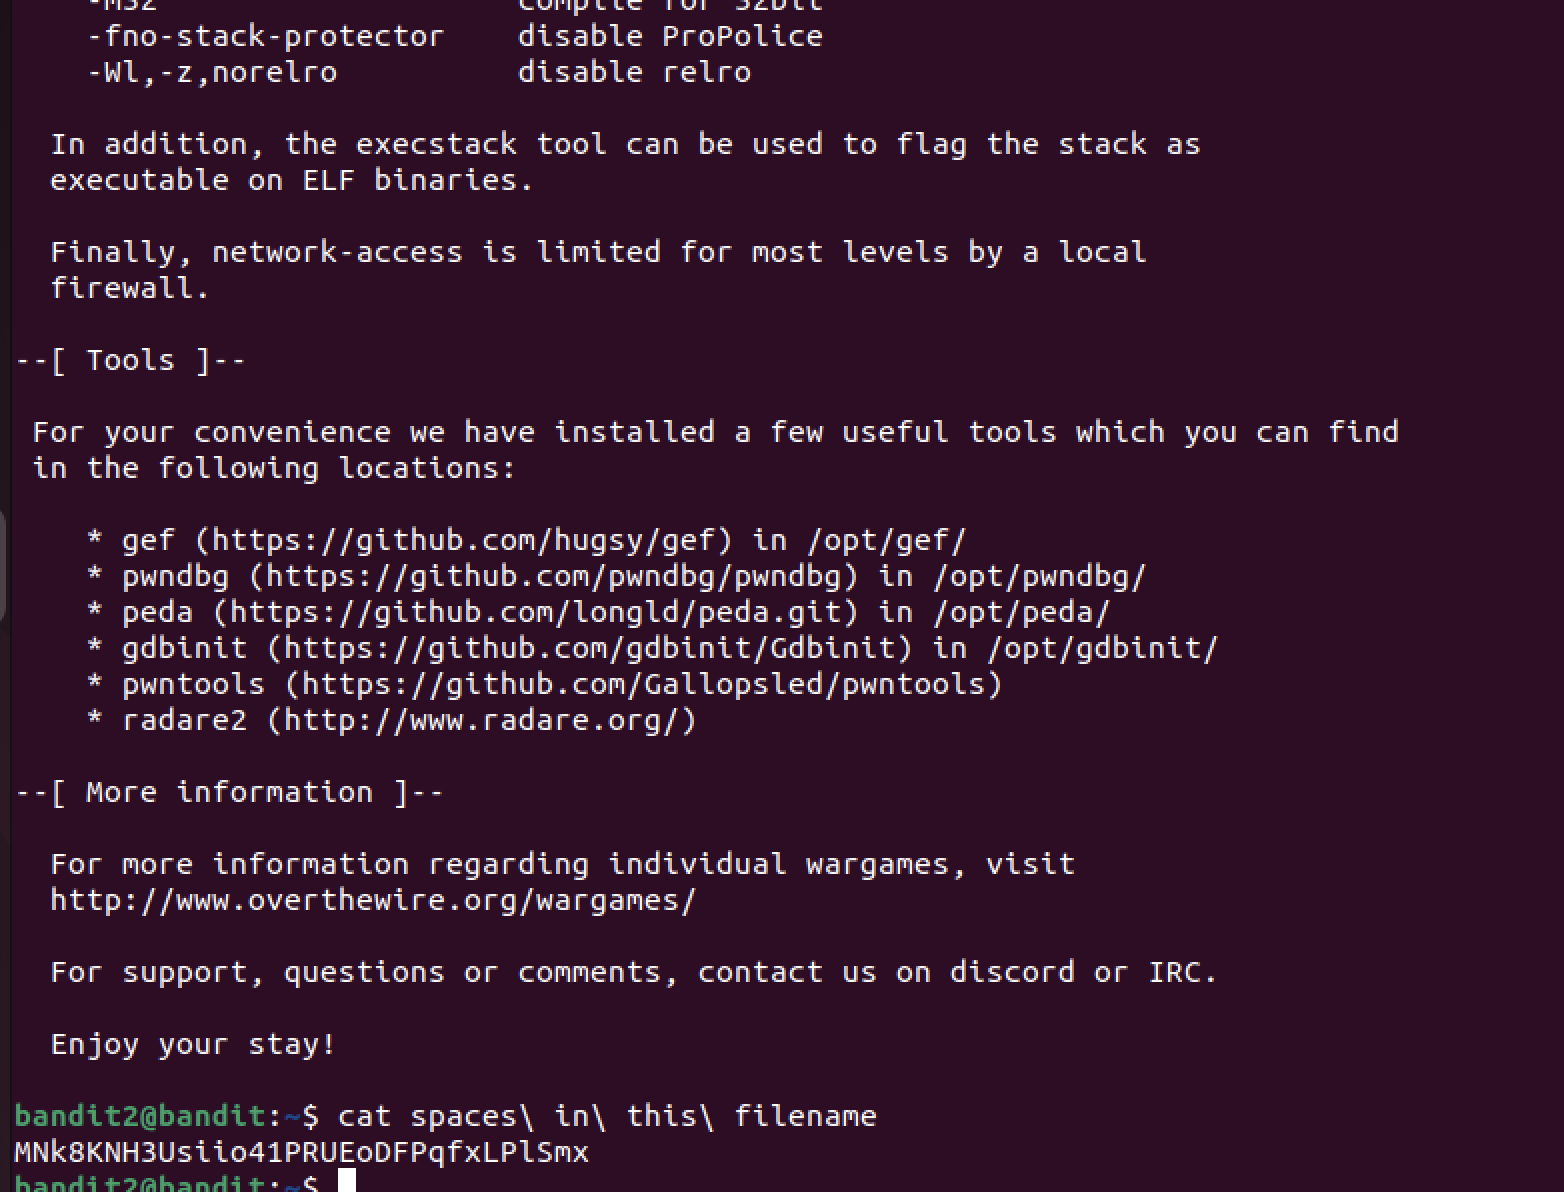 -m32 compile for 32bit
-fno-stack-protector disable ProPolice
-Wl,-z,norelro disable relro
In addition, the execstack tool can be used to flag the stack as
executable on ELF binaries.
Finally, network-access is limited for most levels by a local
firewall.
--[ Tools ]--
For your convenience we have installed a few useful tools which you can find
in the following locations:
* gef (https://github.com/hugsy/gef) in /opt/gef/
* pwndbg (https://github.com/pwndbg/pwndbg) in /opt/pwndbg/
* peda (https://github.com/longld/peda.git) in /opt/peda/
* gdbinit (https://github.com/gdbinit/Gdbinit) in /opt/gdbinit/
* pwntools (https://github.com/Gallopsled/pwntools)
* radare2 (http://www.radare.org/)
--[ More information ]--
For more information regarding individual wargames, visit
http://www.overthewire.org/wargames/
For support, questions or comments, contact us on discord or IRC.
Enjoy your stay!
bandit2@bandit:~$ cat spaces\ in\ this\ filename
MNk8KNH3Usiio41PRUEoDFPqfxLPlSmx
bandit2@bandit:~$